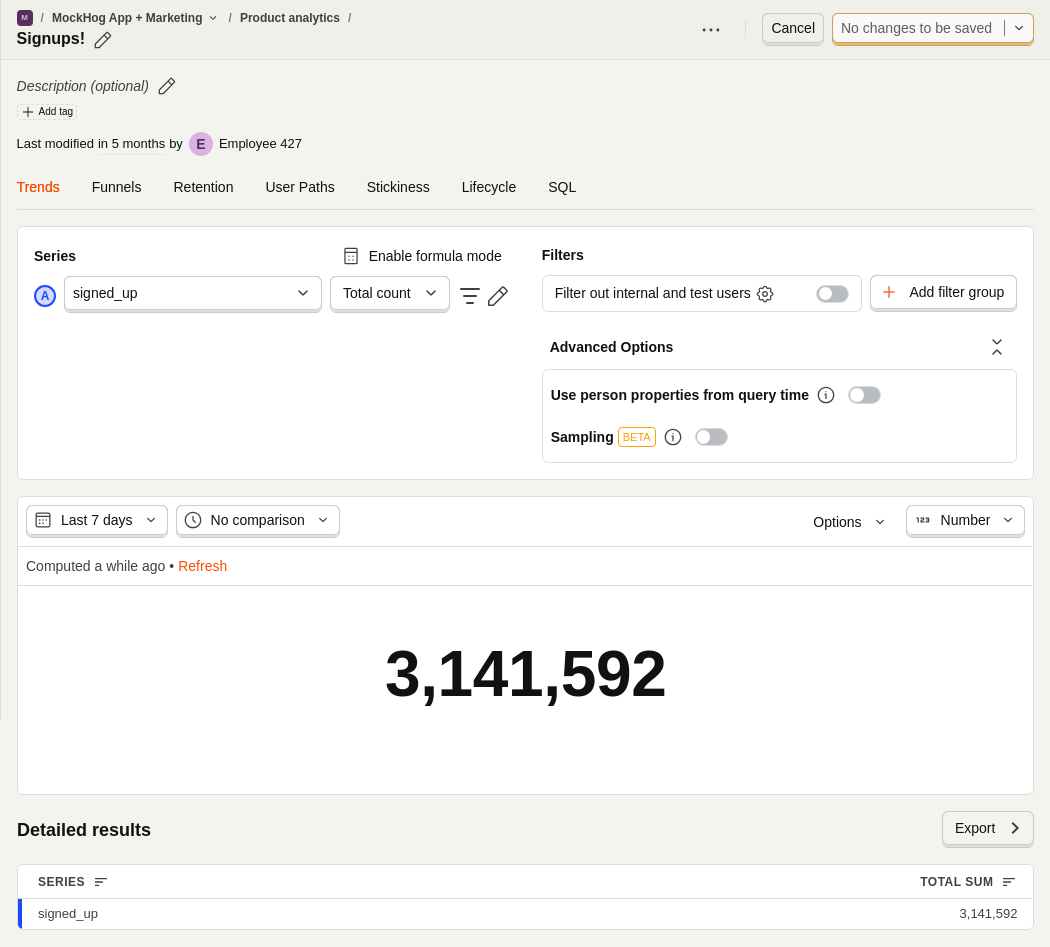 M / MockHog App + Marketing / Product analytics /
Signups!
Cancel
No changes to be saved
Description (optional)
Add tag
Last modified in 5 months by E Employee 427
Trends Funnels Retention User Paths Stickiness Lifecycle SQL
Series
Enable formula mode
A signed_up
Total count
Filters
Filter out internal and test users
Add filter group
Advanced Options
Use person properties from query time
Sampling BETA
Last 7 days
No comparison
Options
123 Number
Computed a while ago • Refresh
3,141,592
Detailed results
Export
SERIES TOTAL SUM
signed_up 3,141,592